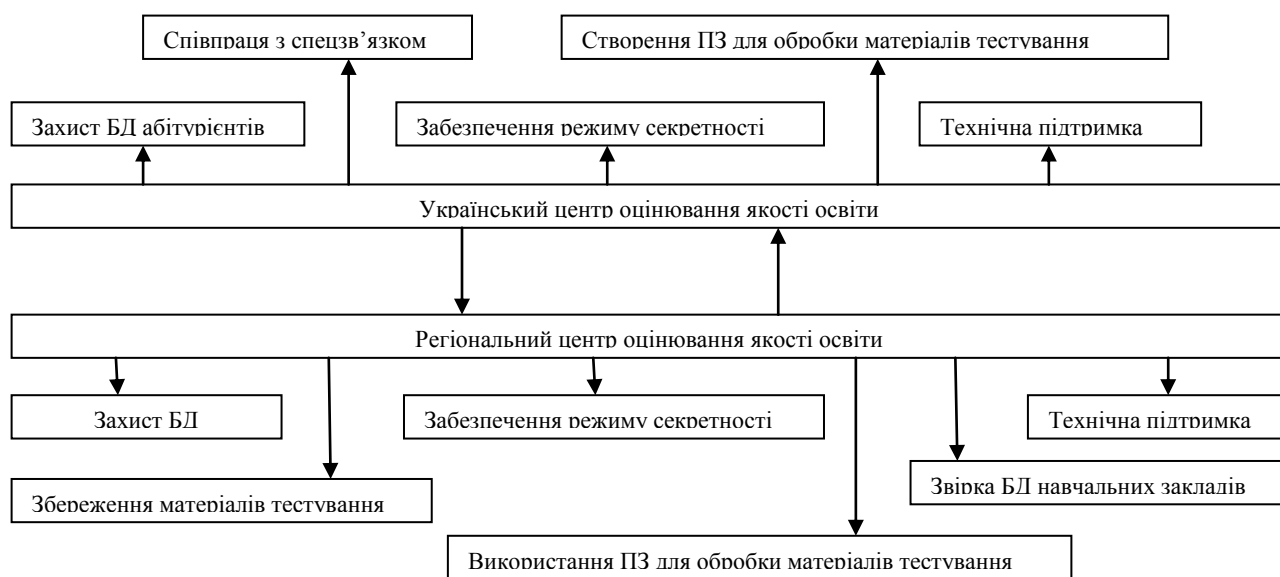 Співпраця з спецзв’язком
Створення ПЗ для обробки матеріалів тестування
Захист БД абітурієнтів
Забезпечення режиму секретності
Технічна підтримка
Український центр оцінювання якості освіти
Регіональний центр оцінювання якості освіти
Захист БД
Забезпечення режиму секретності
Технічна підтримка
Звірка БД навчальних закладів
Збереження матеріалів тестування
Використання ПЗ для обробки матеріалів тестування